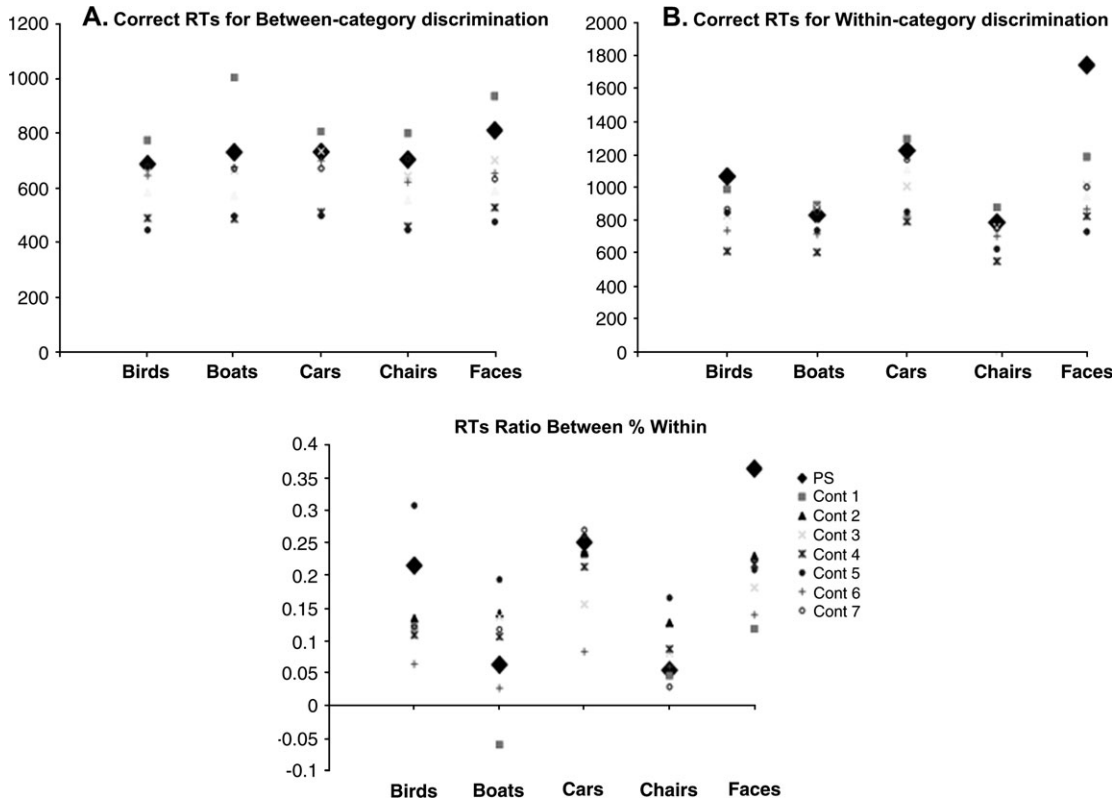 A. Correct RTs for Between-category discrimination
1200
1000
800
600
400
200
0
Birds Boats Cars Chairs Faces
B. Correct RTs for Within-category discrimination
2000
1800
1600
1400
1200
1000
800
600
400
200
0
Birds Boats Cars Chairs Faces
RTs Ratio Between % Within
0.4
0.35
0.3
0.25
0.2
0.15
0.1
0.05
0
-0.05
-0.1
Birds Boats Cars Chairs Faces
PS
Cont 1
Cont 2
Cont 3
Cont 4
Cont 5
Cont 6
Cont 7